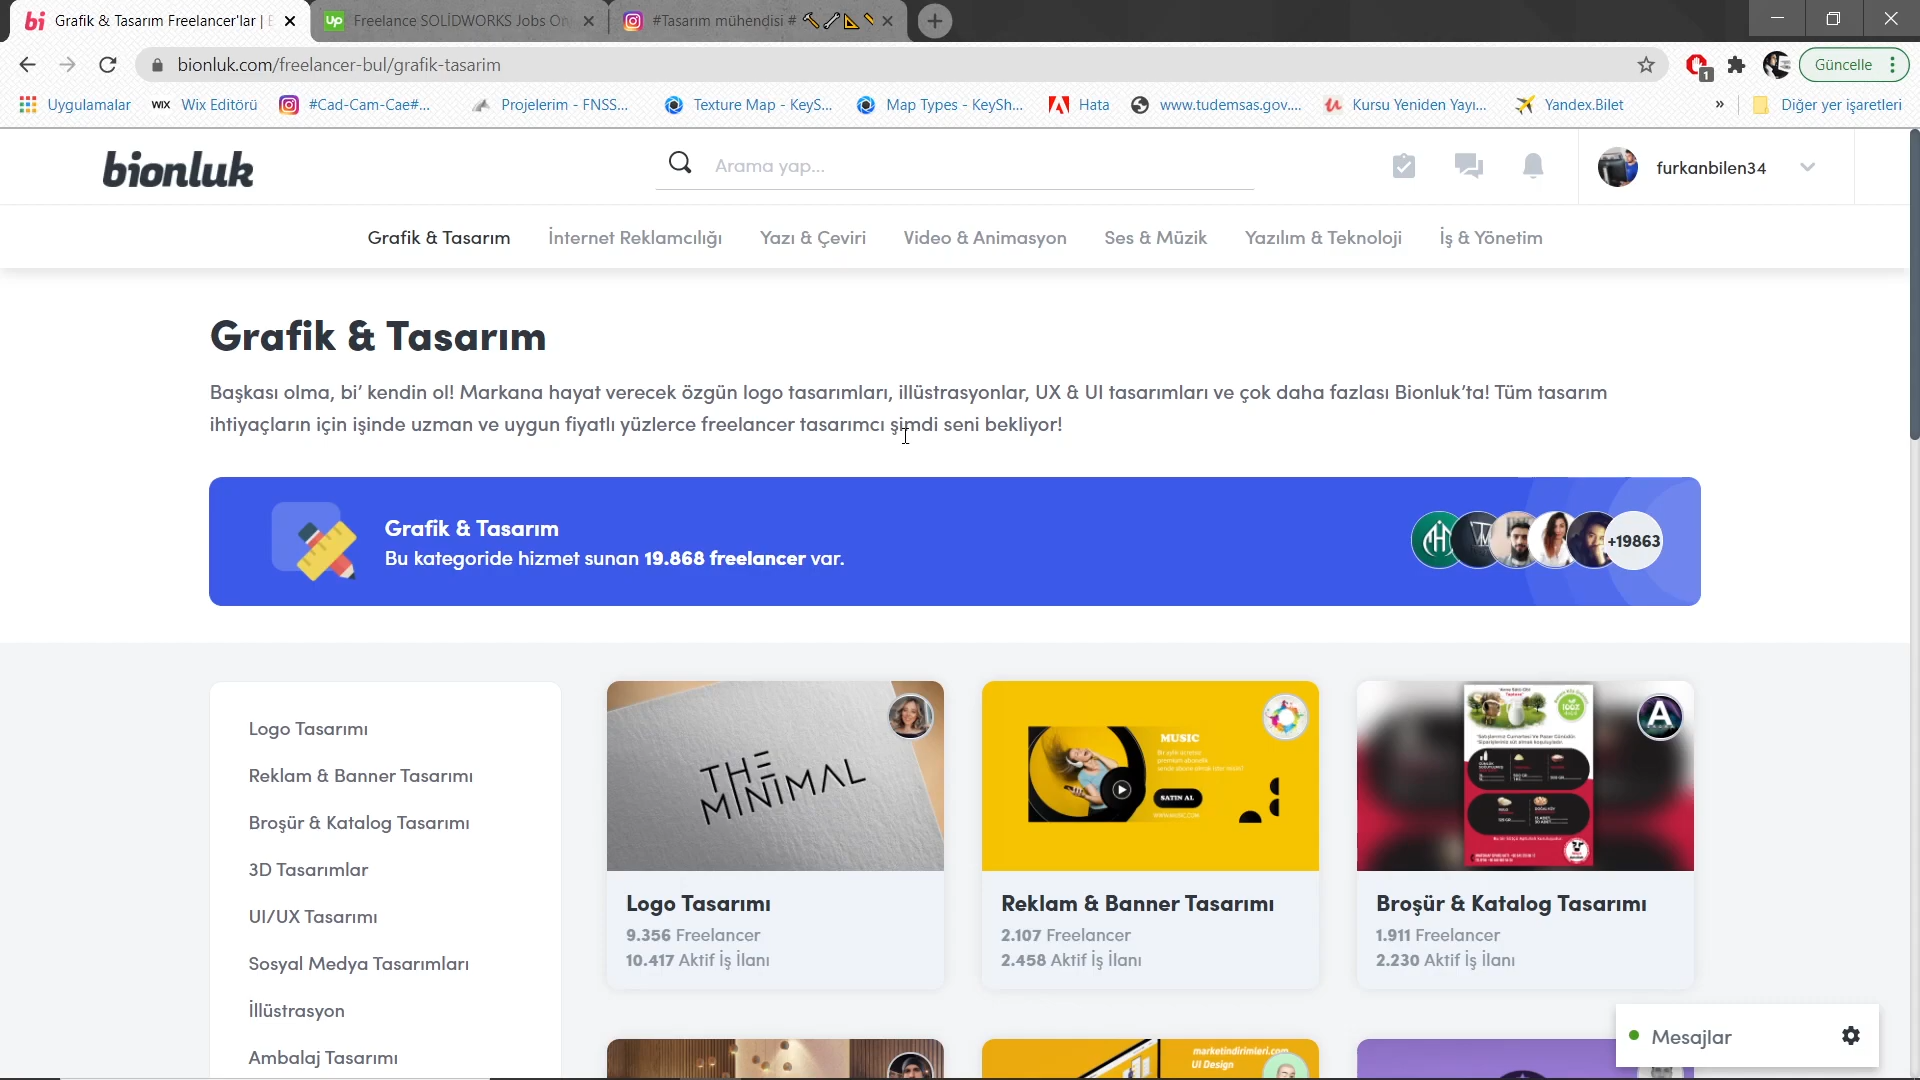 Grafik & Tasarım Freelancer'lar |
Freelance SOLİDWORKS Jobs On
#Tasarım mühendisi #
bionluk.com/freelancer-bul/grafik-tasarim
1
Güncelle
Uygulamalar
WIX Wix Editörü
#Cad-Cam-Cae#...
Projelerim - FNSS...
Texture Map - KeyS...
Map Types - KeySh...
Hata
www.tudemsas.gov....
Kursu Yeniden Yayı...
Yandex.Bilet
»
Diğer yer işaretleri
bionluk
Arama yap...
furkanbilen34
Grafik & Tasarım
İnternet Reklamcılığı
Yazı & Çeviri
Video & Animasyon
Ses & Müzik
Yazılım & Teknoloji
İş & Yönetim
Grafik & Tasarım
Başkası olma, bi’ kendin ol! Markana hayat verecek özgün logo tasarımları, illüstrasyonlar, UX & UI tasarımları ve çok daha fazlası Bionluk’ta! Tüm tasarım
ihtiyaçların için işinde uzman ve uygun fiyatlı yüzlerce freelancer tasarımcı şimdi seni bekliyor!
Grafik & Tasarım
Bu kategoride hizmet sunan 19.868 freelancer var.
+19863
Logo Tasarımı
Reklam & Banner Tasarımı
Broşür & Katalog Tasarımı
3D Tasarımlar
UI/UX Tasarımı
Sosyal Medya Tasarımları
İllüstrasyon
Ambalaj Tasarımı
THE
MINIMAL
Logo Tasarımı
9.356 Freelancer
10.417 Aktif İş İlanı
MUSIC
SATIN AL
Reklam & Banner Tasarımı
2.107 Freelancer
2.458 Aktif İş İlanı
A
Broşür & Katalog Tasarımı
1.911 Freelancer
2.230 Aktif İş İlanı
marketindirimleri.com
UI Design
Mesajlar